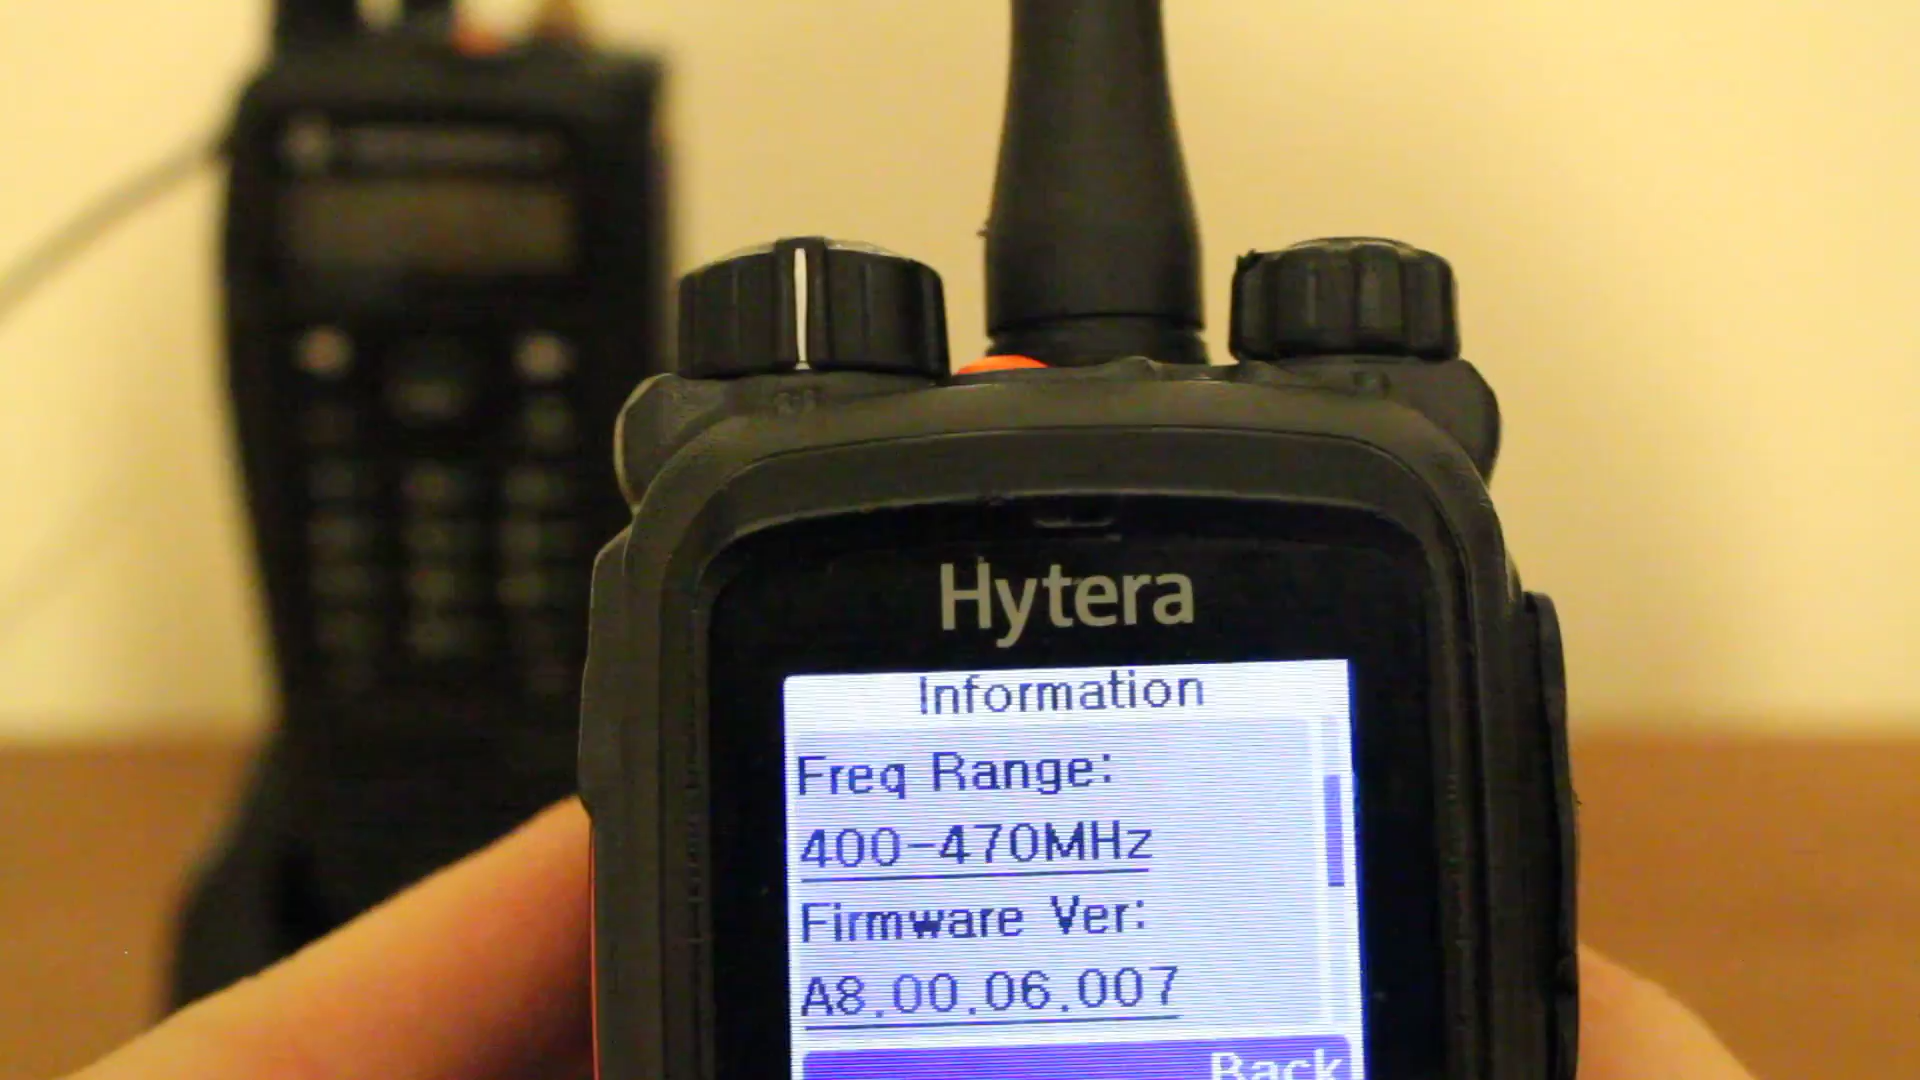 Hytera
Information
Freq Range:
400-470MHz
Firmware Ver:
A8.00.06.007
Back